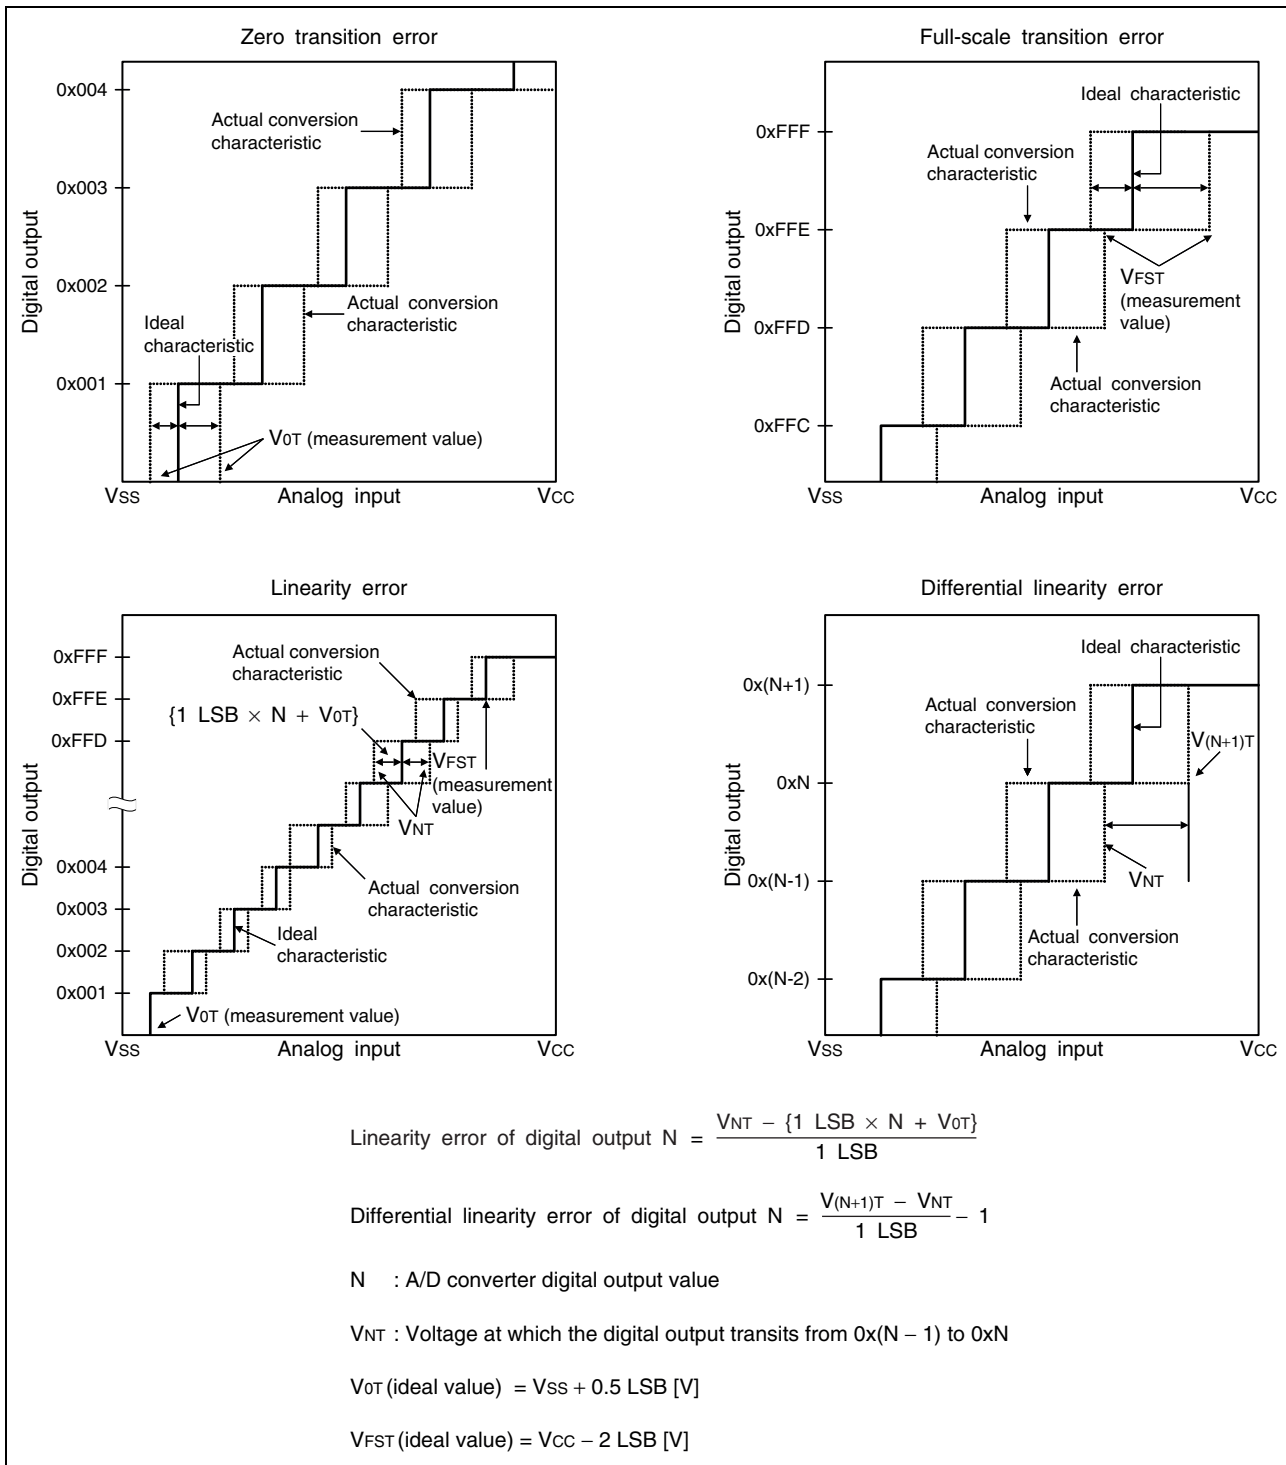 Zero transition error
0x004
0x003
0x002
0x001
Digital output
Actual conversion
characteristic
Actual conversion
characteristic
Ideal
characteristic
V0T (measurement value)
VSS
Analog input
VCC
Full-scale transition error
0xFFF
0xFFE
0xFFD
0xFFC
Digital output
Ideal characteristic
Actual conversion
characteristic
VFST
(measurement
value)
Actual conversion
characteristic
VSS
Analog input
VCC
Linearity error
0xFFF
0xFFE
0xFFD
0x004
0x003
0x002
0x001
Digital output
Actual conversion
characteristic
{1 LSB × N + V0T}
VFST
(measurement
value)
VNT
Actual conversion
characteristic
Ideal
characteristic
V0T (measurement value)
VSS
Analog input
VCC
Differential linearity error
0x(N+1)
0xN
0x(N-1)
0x(N-2)
Digital output
Ideal characteristic
Actual conversion
characteristic
V(N+1)T
VNT
Actual conversion
characteristic
VSS
Analog input
VCC
Linearity error of digital output N = VNT − {1 LSB × N + V0T} / 1 LSB
Differential linearity error of digital output N = V(N+1)T − VNT / 1 LSB − 1
N : A/D converter digital output value
VNT : Voltage at which the digital output transits from 0x(N − 1) to 0xN
V0T (ideal value) = VSS + 0.5 LSB [V]
VFST (ideal value) = VCC − 2 LSB [V]